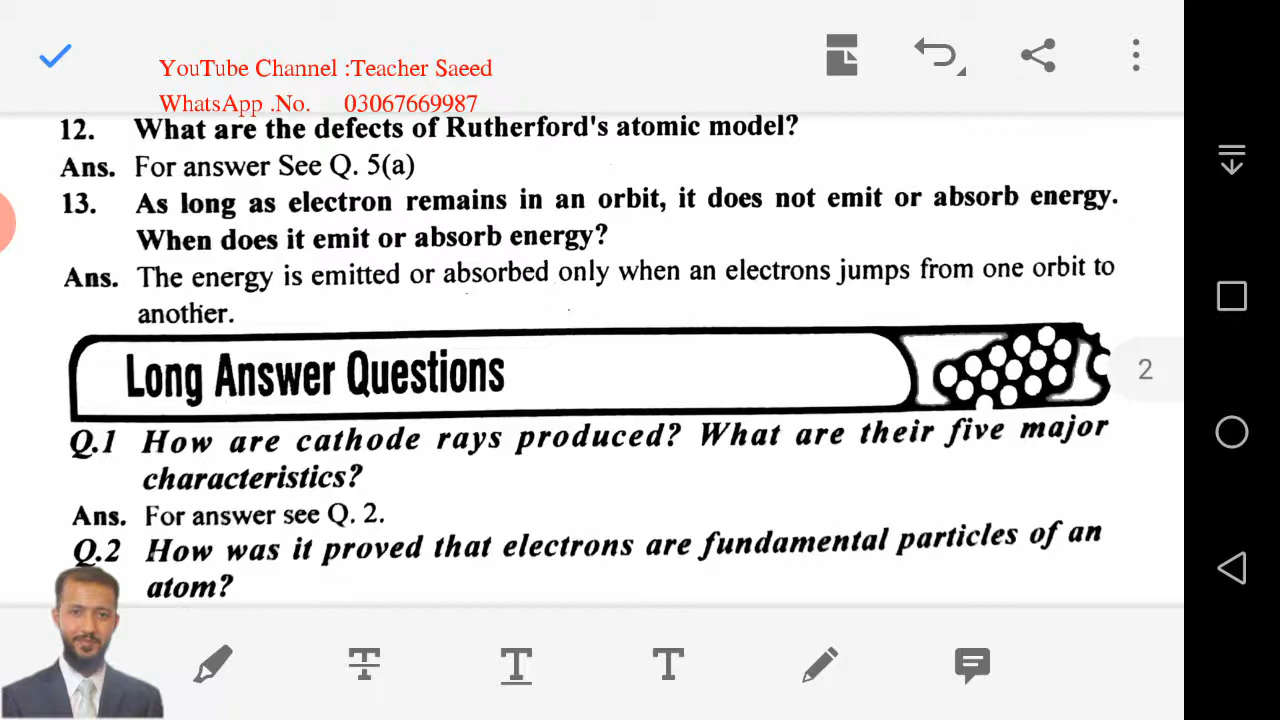 YouTube Channel :Teacher Saeed
WhatsApp .No. 03067669987
12. What are the defects of Rutherford's atomic model?
Ans. For answer See Q. 5(a)
13. As long as electron remains in an orbit, it does not emit or absorb energy.
When does it emit or absorb energy?
Ans. The energy is emitted or absorbed only when an electrons jumps from one orbit to
another.
Long Answer Questions
2
Q.1 How are cathode rays produced? What are their five major
characteristics?
Ans. For answer see Q. 2.
Q.2 How was it proved that electrons are fundamental particles of an
atom?
T
T
T